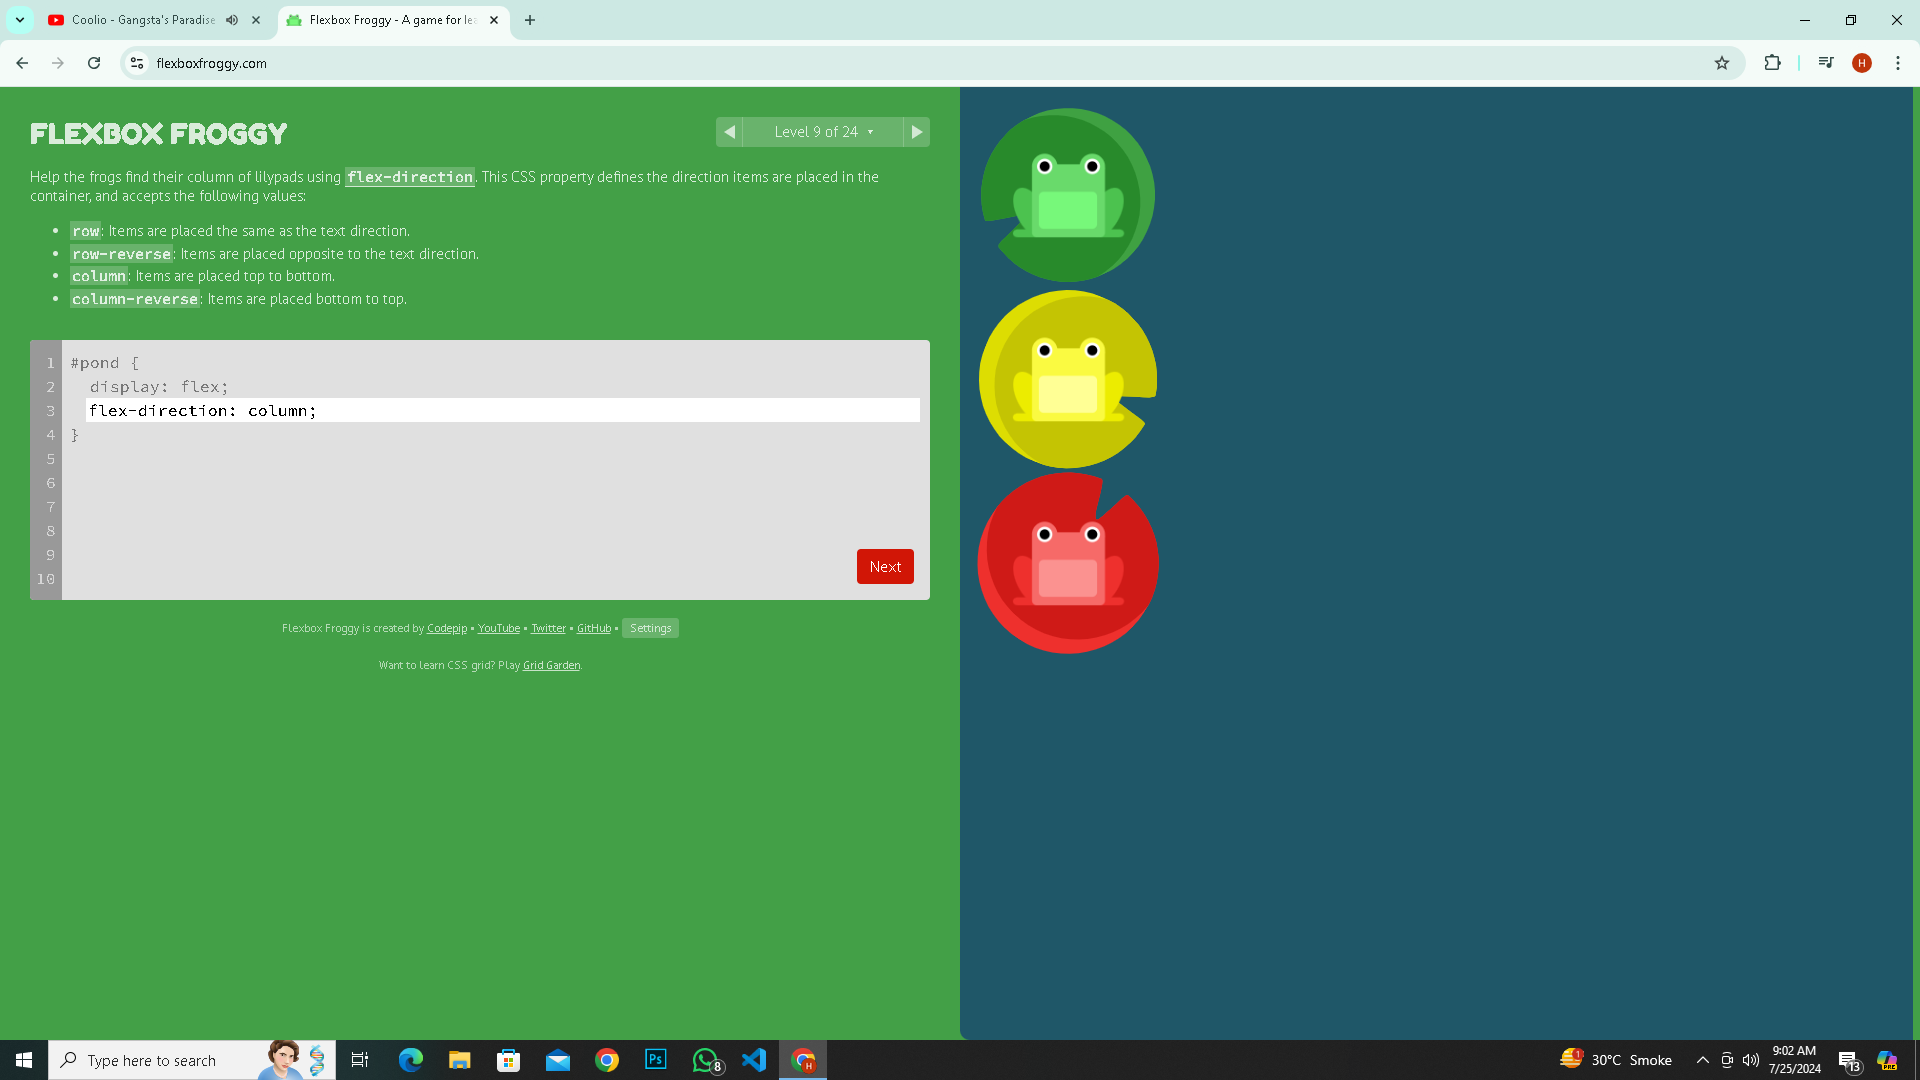 Coolio - Gangsta's Paradise
Flexbox Froggy - A game for lea
flexboxfroggy.com
H
FLEXBOX FROGGY
Level 9 of 24
Help the frogs find their column of lilypads using flex-direction. This CSS property defines the direction items are placed in the
container, and accepts the following values:
• row: Items are placed the same as the text direction.
• row-reverse: Items are placed opposite to the text direction.
• column: Items are placed top to bottom.
• column-reverse: Items are placed bottom to top.
1 #pond {
2 display: flex;
3 flex-direction: column;
4 }
5
6
7
8
9
10
Next
Flexbox Froggy is created by Codepip • YouTube • Twitter • GitHub • Settings
Want to learn CSS grid? Play Grid Garden.
Type here to search
Ps
8
H
1
30°C Smoke
9:02 AM
7/25/2024
13
PRE